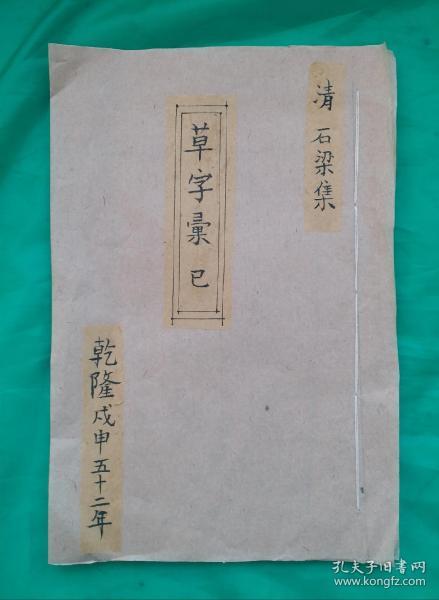 清 石梁集
草字彙 巳
乾隆戊申五十二年
孔夫子旧书网
www.kongfz.com